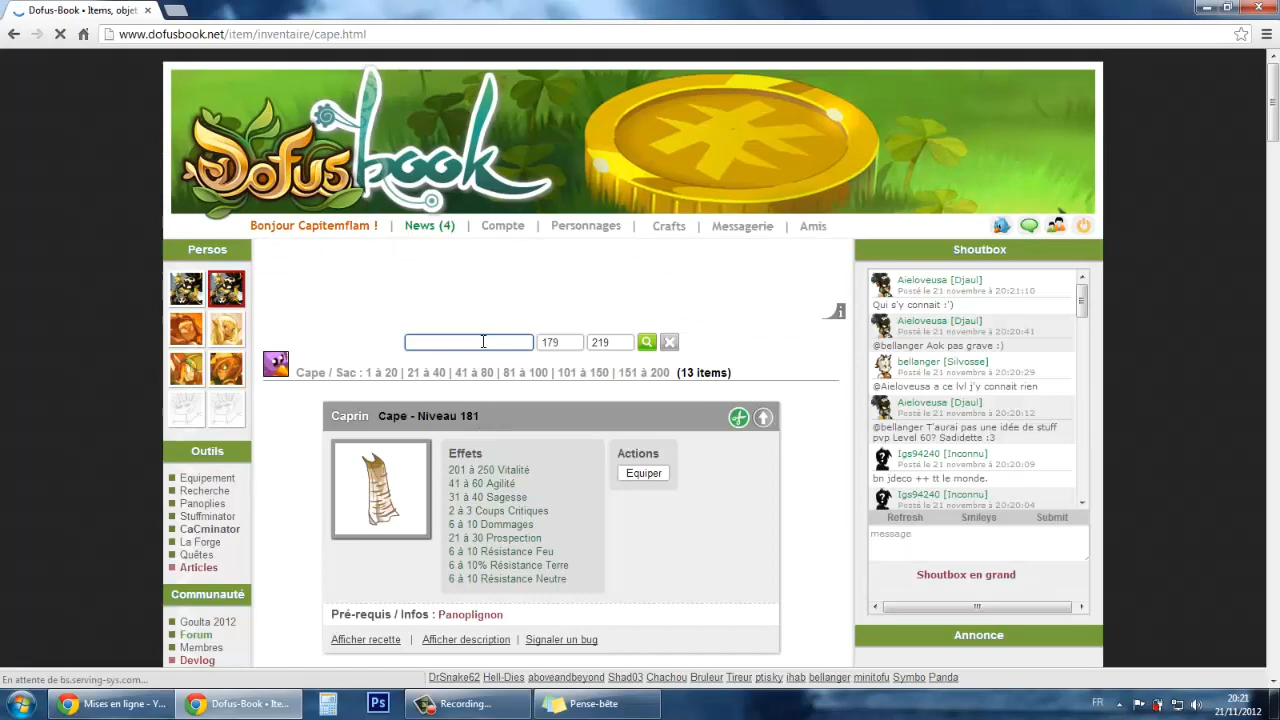 Dofus-Book • Items, objet
www.dofusbook.net/item/inventaire/cape.html
Dofus book
Bonjour Capitemflam ! | News (4) | Compte | Personnages | Crafts | Messagerie | Amis
Persos
Shoutbox
Aieloveusa [Djaul]
Posté le 21 novembre à 20:21:10
Qui s'y connait :')
Aieloveusa [Djaul]
Posté le 21 novembre à 20:20:41
@bellanger Aok pas grave :)
bellanger [Silvosse]
Posté le 21 novembre à 20:20:29
@Aieloveusa a ce lvl j'y connait rien
Aieloveusa [Djaul]
Posté le 21 novembre à 20:20:12
@bellanger T'aurai pas une idée de stuff
pvp Level 60? Sadidette :3
Igs94240 [Inconnu]
Posté le 21 novembre à 20:20:09
bn jdeco ++ tt le monde.
Igs94240 [Inconnu]
Posté le 21 novembre à 20:20:04
Refresh Smileys Submit
message
Shoutbox en grand
Annonce
179 219
Cape / Sac : 1 à 20 | 21 à 40 | 41 à 80 | 81 à 100 | 101 à 150 | 151 à 200 (13 items)
Caprin Cape - Niveau 181
Effets
201 à 250 Vitalité
41 à 60 Agilité
31 à 40 Sagesse
2 à 3 Coups Critiques
6 à 10 Dommages
21 à 30 Prospection
6 à 10 Résistance Feu
6 à 10% Résistance Terre
6 à 10 Résistance Neutre
Actions
Equiper
Pré-requis / Infos : Panoplignon
Afficher recette | Afficher description | Signaler un bug
Outils
Equipement
Recherche
Panoplies
Stuffminator
CaCminator
La Forge
Quêtes
Articles
Communauté
Goulta 2012
Forum
Membres
Devlog
En attente de bs.serving-sys.com...
DrSnake62 Hell-Dies aboveandbeyond Shad03 Chachou Bruleur Tireur ptisky ihab bellanger minitofu Symbo Panda
Mises en ligne - Y...
Dofus-Book • Ite...
Ps
Recording...
Pense-bête
FR
20:21
21/11/2012